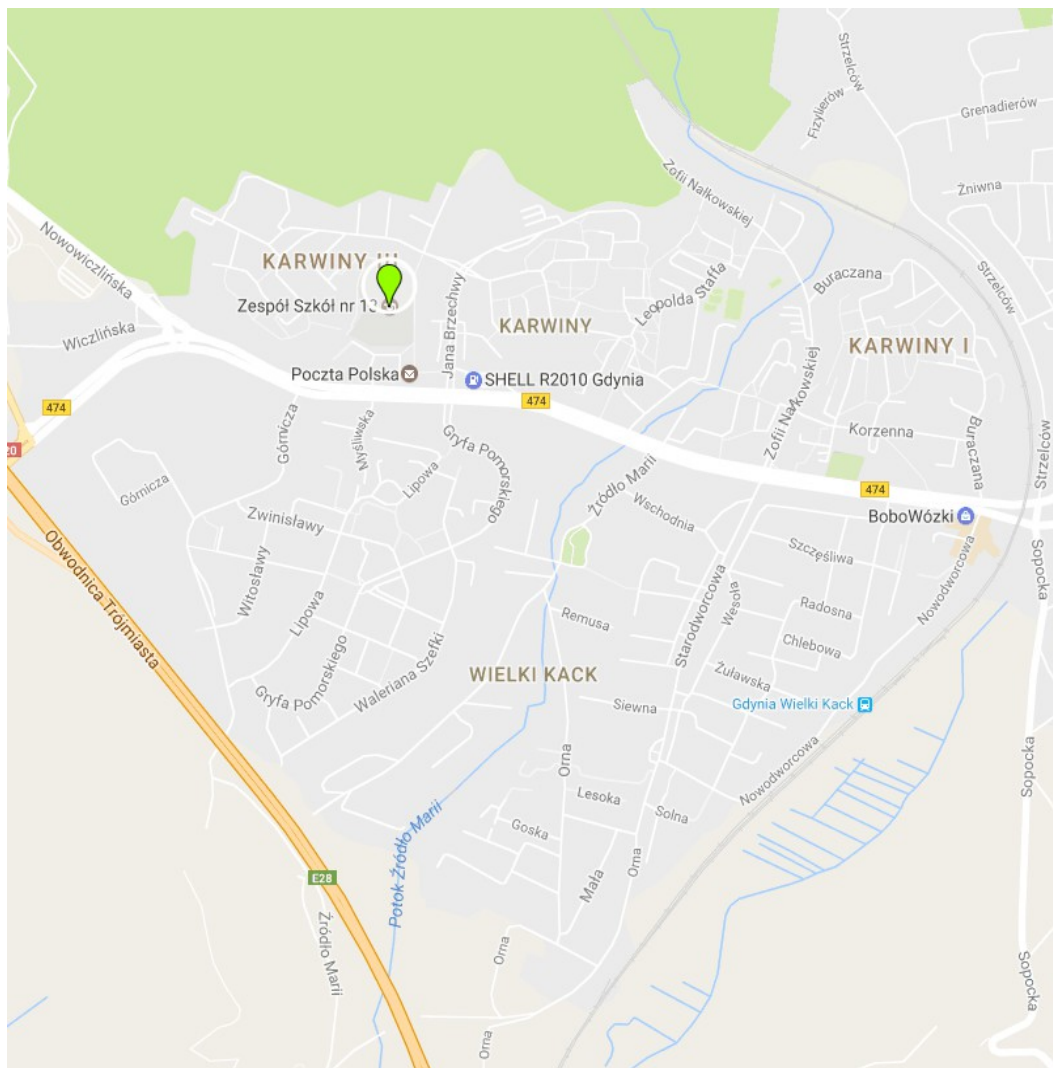 Strzelców
Fizylierów
Grenadierów
Zofii Nałkowskiej
Żniwna
Nowowiczlińska
KARWINY III
Strzelców
Buraczana
Leopolda Staffa
Zespół Szkół nr 13
Jana Brzechwy
KARWINY
Wiczlińska
KARWINY I
Poczta Polska
SHELL R2010 Gdynia
Zofii Nałkowskiej
474
474
Górnicza
Myśliwska
Gryfa Pomorskiego
Korzenna
Buraczana
Strzelców
20
Lipowa
Źródło Marii
Górnicza
474
Wschodnia
BoboWózki
Zwinisławy
Szczęśliwa
Sopocka
Obwodnica Trójmiasta
Witosławy
Lipowa
Nowodworcowa
Wesoła
Radosna
Remusa
Starodworcowa
Chlebowa
Gryfa Pomorskiego
Waleriana Szefki
WIELKI KACK
Żuławska
Siewna
Gdynia Wielki Kack
Orna
Nowodworcowa
Sopocka
Lesoka
Solna
Goska
Potok Źródło Marii
E28
Mała
Orna
Źródło Marii
Orna
Sopocka
Orna